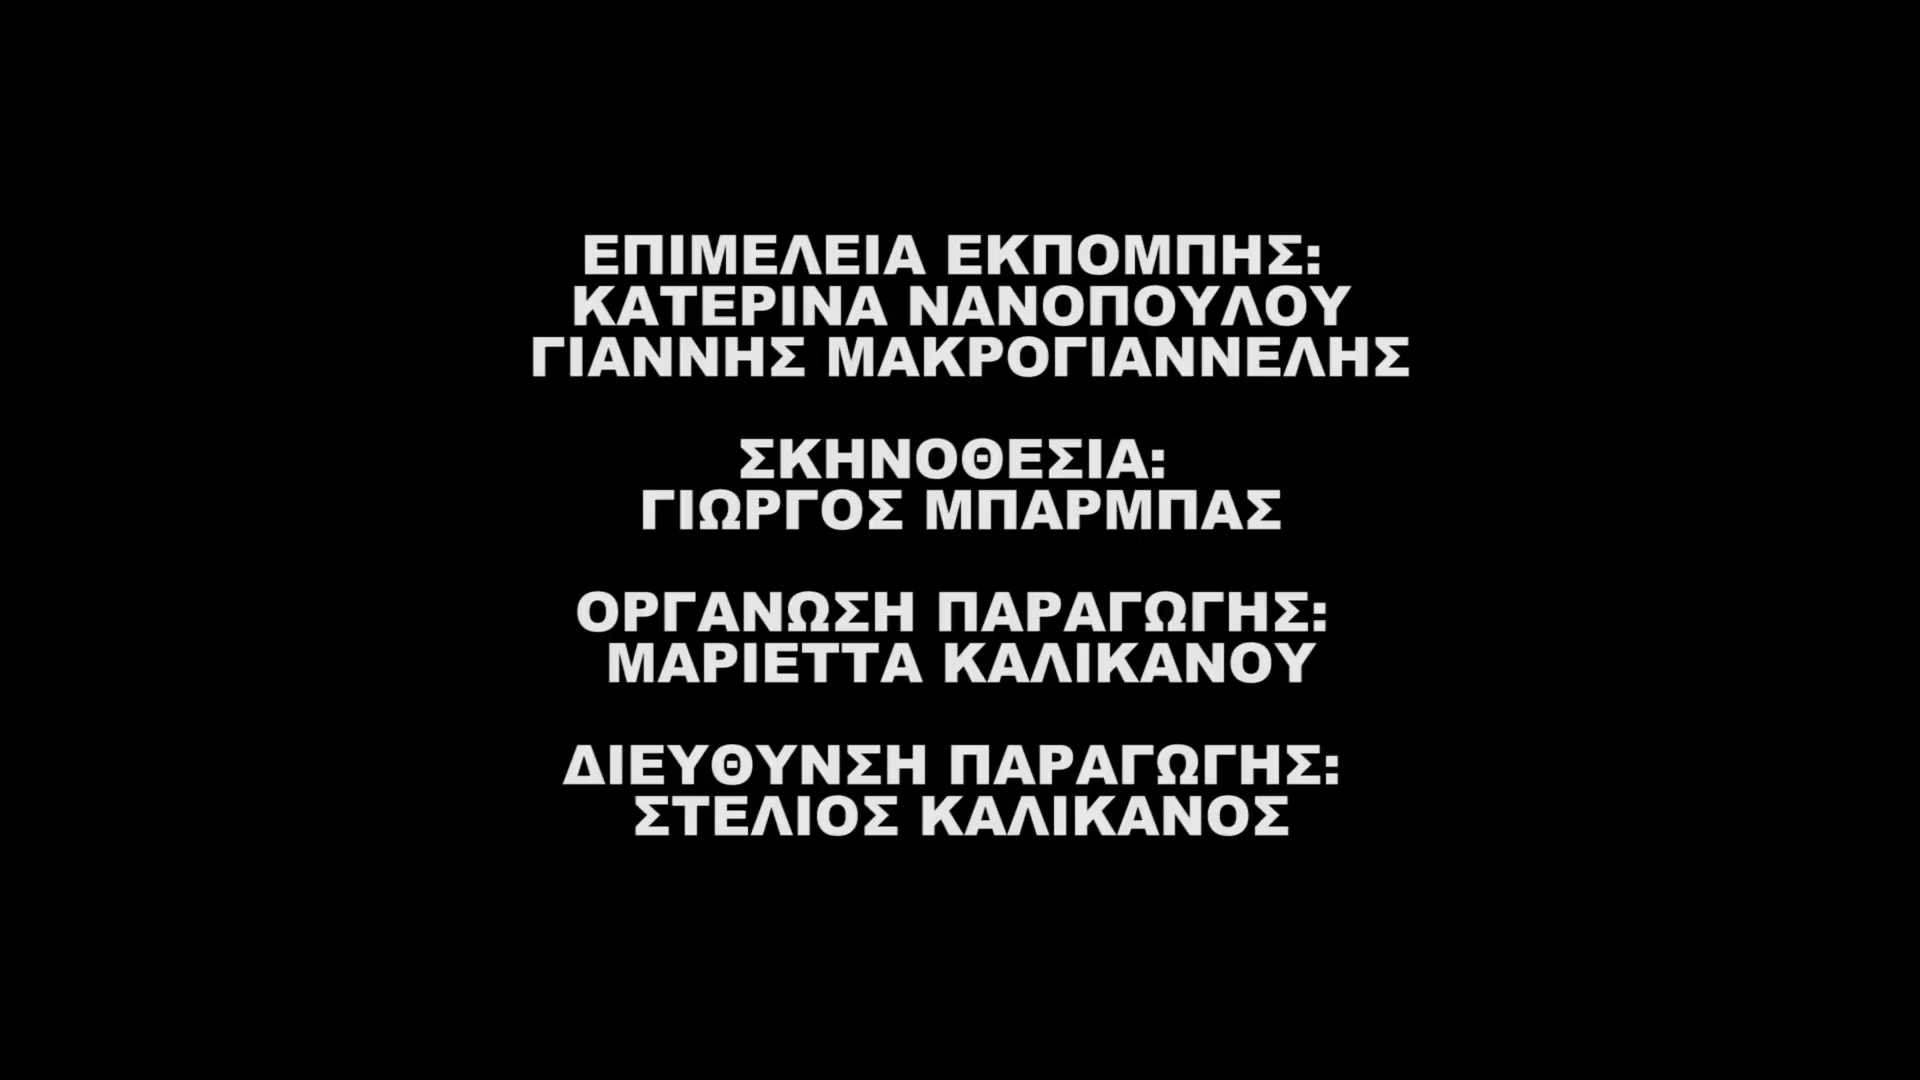 ΕΠΙΜΕΛΕΙΑ ΕΚΠΟΜΠΗΣ:
ΚΑΤΕΡΙΝΑ ΝΑΝΟΠΟΥΛΟΥ
ΓΙΑΝΝΗΣ ΜΑΚΡΟΓΙΑΝΝΕΛΗΣ
ΣΚΗΝΟΘΕΣΙΑ:
ΓΙΩΡΓΟΣ ΜΠΑΡΜΠΑΣ
ΟΡΓΑΝΩΣΗ ΠΑΡΑΓΩΓΗΣ:
ΜΑΡΙΕΤΤΑ ΚΑΛΙΚΑΝΟΥ
ΔΙΕΥΘΥΝΣΗ ΠΑΡΑΓΩΓΗΣ:
ΣΤΕΛΙΟΣ ΚΑΛΙΚΑΝΟΣ